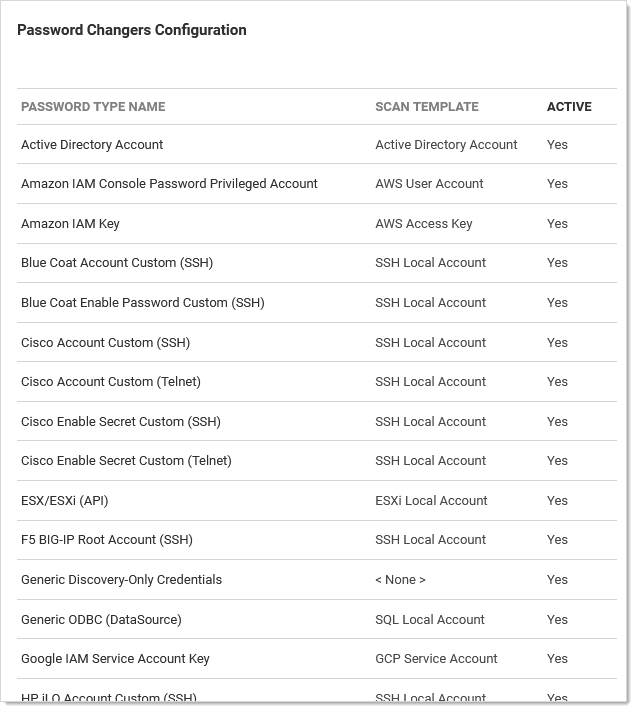 Password Changers Configuration
PASSWORD TYPE NAME SCAN TEMPLATE ACTIVE
Active Directory Account Active Directory Account Yes
Amazon IAM Console Password Privileged Account AWS User Account Yes
Amazon IAM Key AWS Access Key Yes
Blue Coat Account Custom (SSH) SSH Local Account Yes
Blue Coat Enable Password Custom (SSH) SSH Local Account Yes
Cisco Account Custom (SSH) SSH Local Account Yes
Cisco Account Custom (Telnet) SSH Local Account Yes
Cisco Enable Secret Custom (SSH) SSH Local Account Yes
Cisco Enable Secret Custom (Telnet) SSH Local Account Yes
ESX/ESXi (API) ESXi Local Account Yes
F5 BIG-IP Root Account (SSH) SSH Local Account Yes
Generic Discovery-Only Credentials < None > Yes
Generic ODBC (DataSource) SQL Local Account Yes
Google IAM Service Account Key GCP Service Account Yes
HP iLO Account Custom (SSH) SSH Local Account Yes